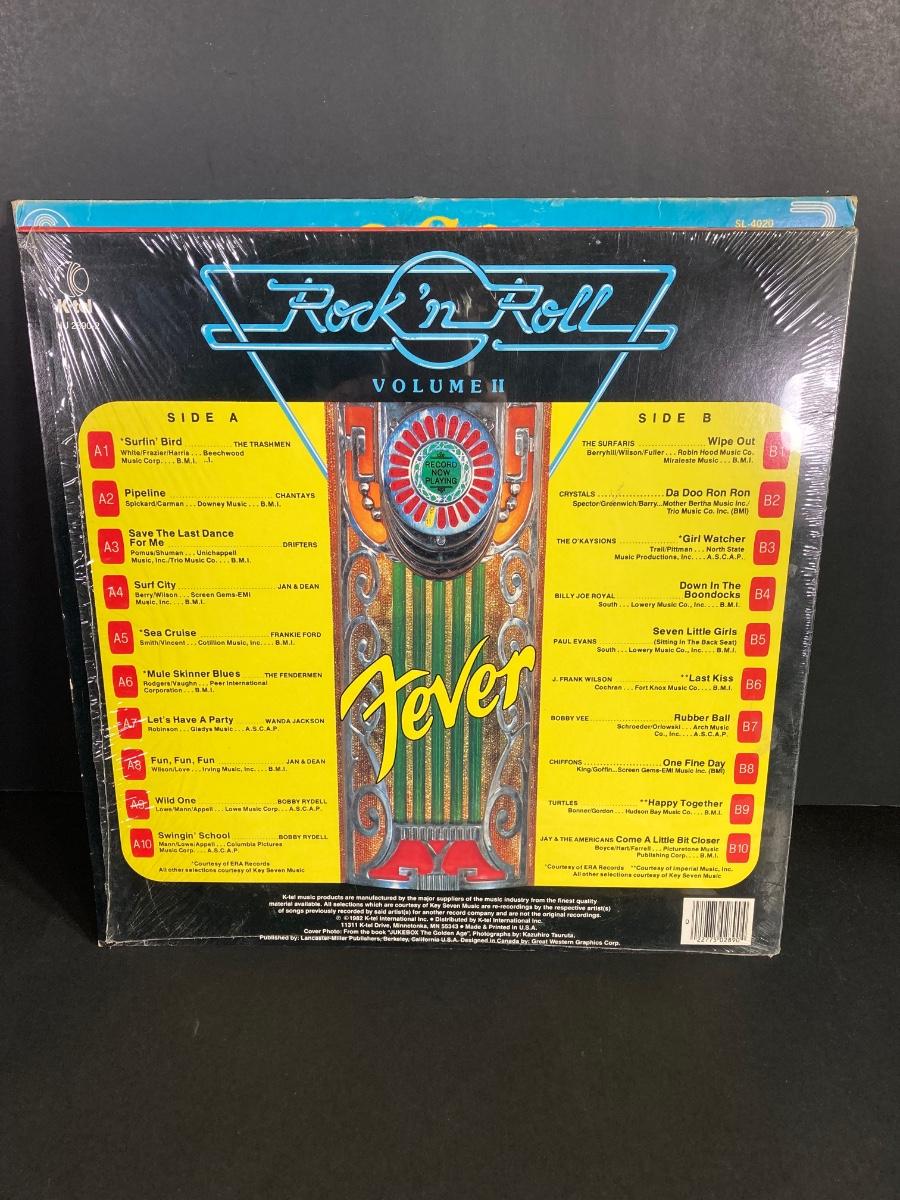 SL-4020
K-tel
Rock 'n Roll
VOLUME II
SIDE A
A1 *Surfin' Bird ........ THE TRASHMEN
White/Frazier/Harris . . . Beechwood
Music Corp. . . . B.M.I. ..I.
A2 Pipeline ........ CHANTAYS
Spickard/Carman . . . Downey Music . . . B.M.I.
A3 Save The Last Dance
For Me ........ DRIFTERS
Pomus/Shuman . . . Unichappell
Music, Inc./Trio Music Co. . . . B.M.I.
A4 Surf City ........ JAN & DEAN
Berry/Wilson . . . Screen Gems-EMI
Music, Inc. . . . B.M.I.
A5 *Sea Cruise ........ FRANKIE FORD
Smith/Vincent . . . Cotillion Music, Inc. . . . B.M.I.
A6 *Mule Skinner Blues ........ THE FENDERMEN
Rodgers/Vaughn . . . Peer International
Corporation . . . B.M.I.
A7 Let's Have A Party ........ WANDA JACKSON
Robinson . . . Gladys Music . . . A.S.C.A.P.
A8 Fun, Fun, Fun ........ JAN & DEAN
Wilson/Love . . . Irving Music, Inc. . . . B.M.I.
A9 Wild One ........ BOBBY RYDELL
Lowe/Mann/Appell . . . Lowe Music Corp. . . A.S.C.A.P.
A10 Swingin' School ........ BOBBY RYDELL
Mann/Lowe/Appell . . . Columbia Pictures
Music Corp. . . . A.S.C.A.P.
*Courtesy of ERA Records
All other selections courtesy of Key Seven Music
RECORD
NOW
PLAYING
Fever
SIDE B
THE SURFARIS ........ Wipe Out B1
Berryhill/Wilson/Fuller . . . Robin Hood Music Co.
Miraleste Music . . . B.M.I.
CRYSTALS ........ Da Doo Ron Ron B2
Spector/Greenwich/Barry...Mother Bertha Music Inc./
Trio Music Co. Inc. (BMI)
THE O'KAYSIONS ........ *Girl Watcher B3
Trail/Pittman . . . North State
Music Productions, Inc. . . . A.S.C.A.P.
Down In The
BILLY JOE ROYAL ........ Boondocks B4
South . . . Lowery Music Co., Inc. . . . B.M.I.
Seven Little Girls B5
PAUL EVANS ........ (Sitting In The Back Seat)
South . . . Lowery Music Co., Inc. . . . B.M.I.
J. FRANK WILSON ........ **Last Kiss B6
Cochran . . . Fort Knox Music Co. . . . B.M.I.
BOBBY VEE ........ Rubber Ball B7
Schroeder/Orlowski . . . Arch Music
Co., Inc. . . . A.S.C.A.P.
CHIFFONS ........ One Fine Day B8
King/Goffin...Screen Gems-EMI Music Inc. (BMI)
TURTLES ........ **Happy Together B9
Bonner/Gordon . . . Hudson Bay Music Co. . . . B.M.I.
JAY & THE AMERICANS Come A Little Bit Closer B10
Boyce/Hart/Farrell . . . Picturetone Music
Publishing Corp. . . . B.M.I.
*Courtesy of ERA Records **Courtesy of Imperial Music, Inc.
All other selections courtesy of Key Seven Music
K-tel music products are manufactured by the major suppliers of the music industry from the finest quality
material available. All selections which are courtesy of Key Seven Music are re-recordings by the artist(s)
of songs previously recorded by said artist(s) for another record company and are not the original recordings.
℗ ©1982 K-tel International Inc. • Distributed by K-tel International Inc.
11311 K-tel Drive, Minnetonka, MN 55343 • Made & Printed in U.S.A.
Cover Photo: From the book "JUKEBOX The Golden Age". Photographs by: Kazuhiro Tsuruta.
Published by: Lancaster-Miller Publishers, Berkeley, California U.S.A. Designed in Canada by: Great Western Graphics Corp.